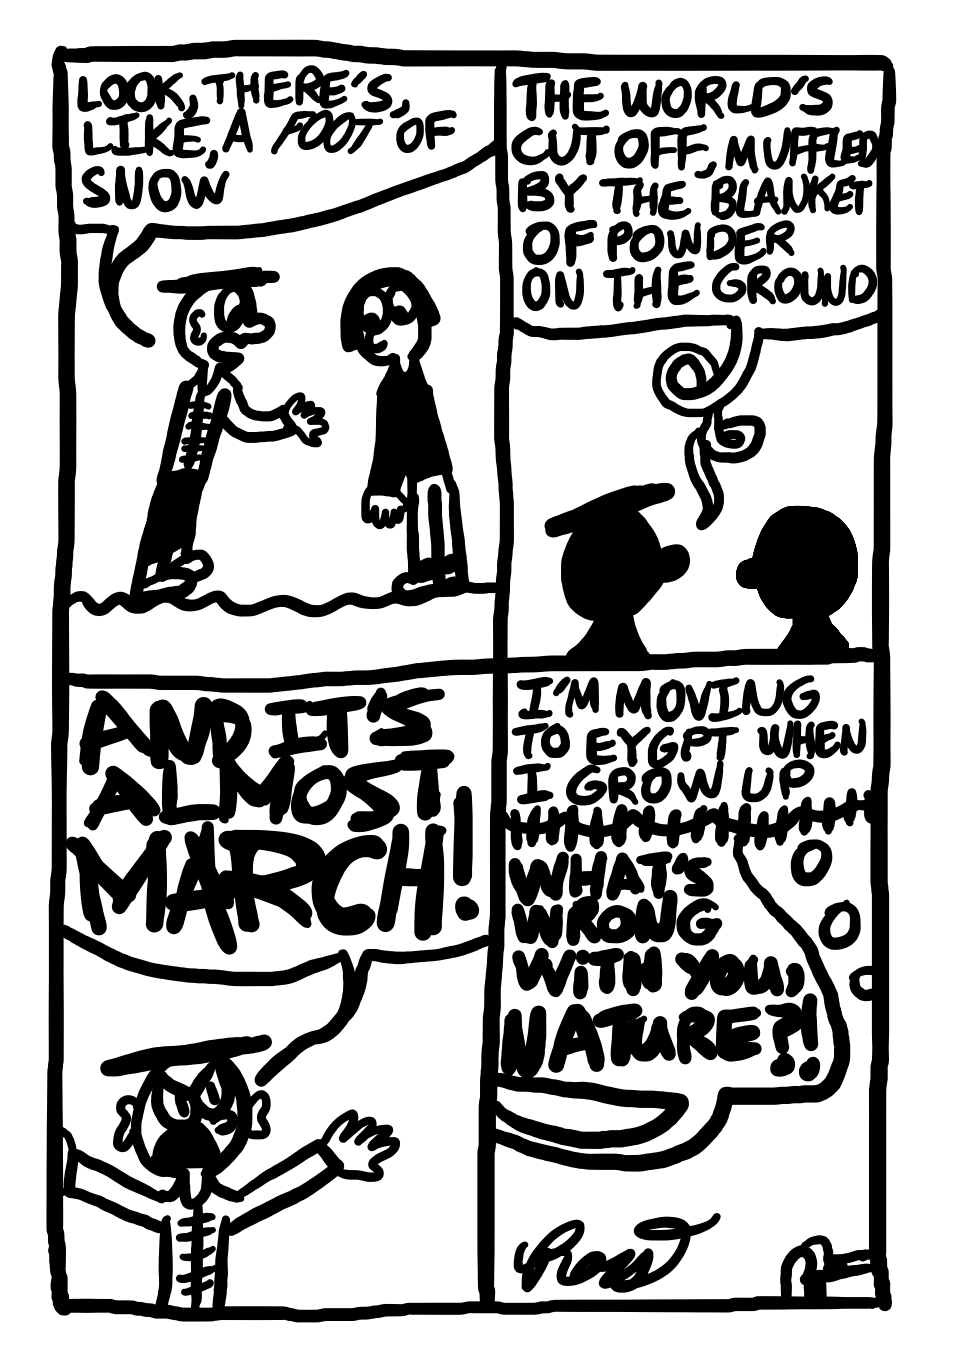 LOOK, THERE'S,
LIKE, A FOOT OF
SNOW
THE WORLD'S
CUT OFF, MUFFLED
BY THE BLANKET
OF POWDER
ON THE GROUND
AND IT'S
ALMOST
MARCH!
I'M MOVING
TO EYGPT WHEN
I GROW UP
WHAT'S
WRONG
WiTH YOU,
NATURE?!
Ross